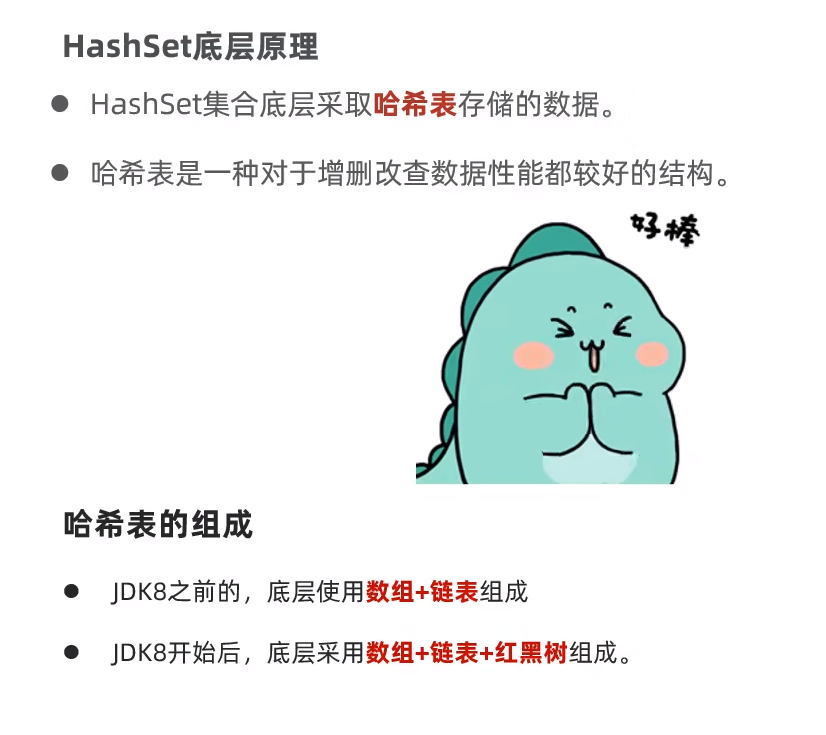 HashSet底层原理
HashSet集合底层采取哈希表存储的数据。
哈希表是一种对于增删改查数据性能都较好的结构。
好棒
哈希表的组成
JDK8之前的，底层使用数组+链表组成
JDK8开始后，底层采用数组+链表+红黑树组成。